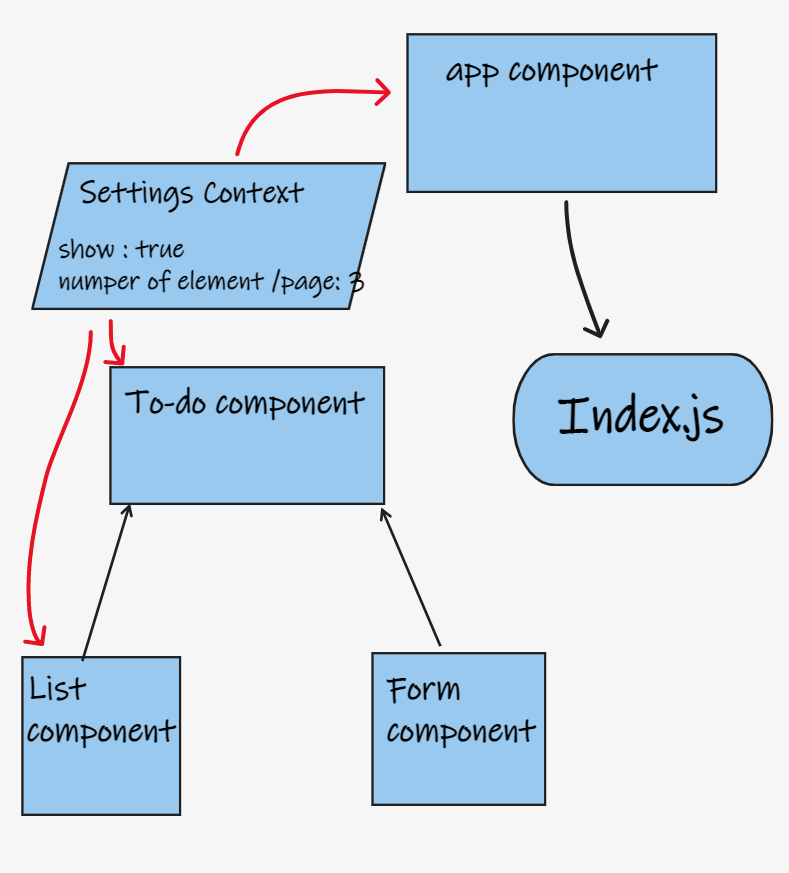 app component
Settings Context
show : true
numper of element /page: 3
To-do component
Index.js
List
component
Form
component